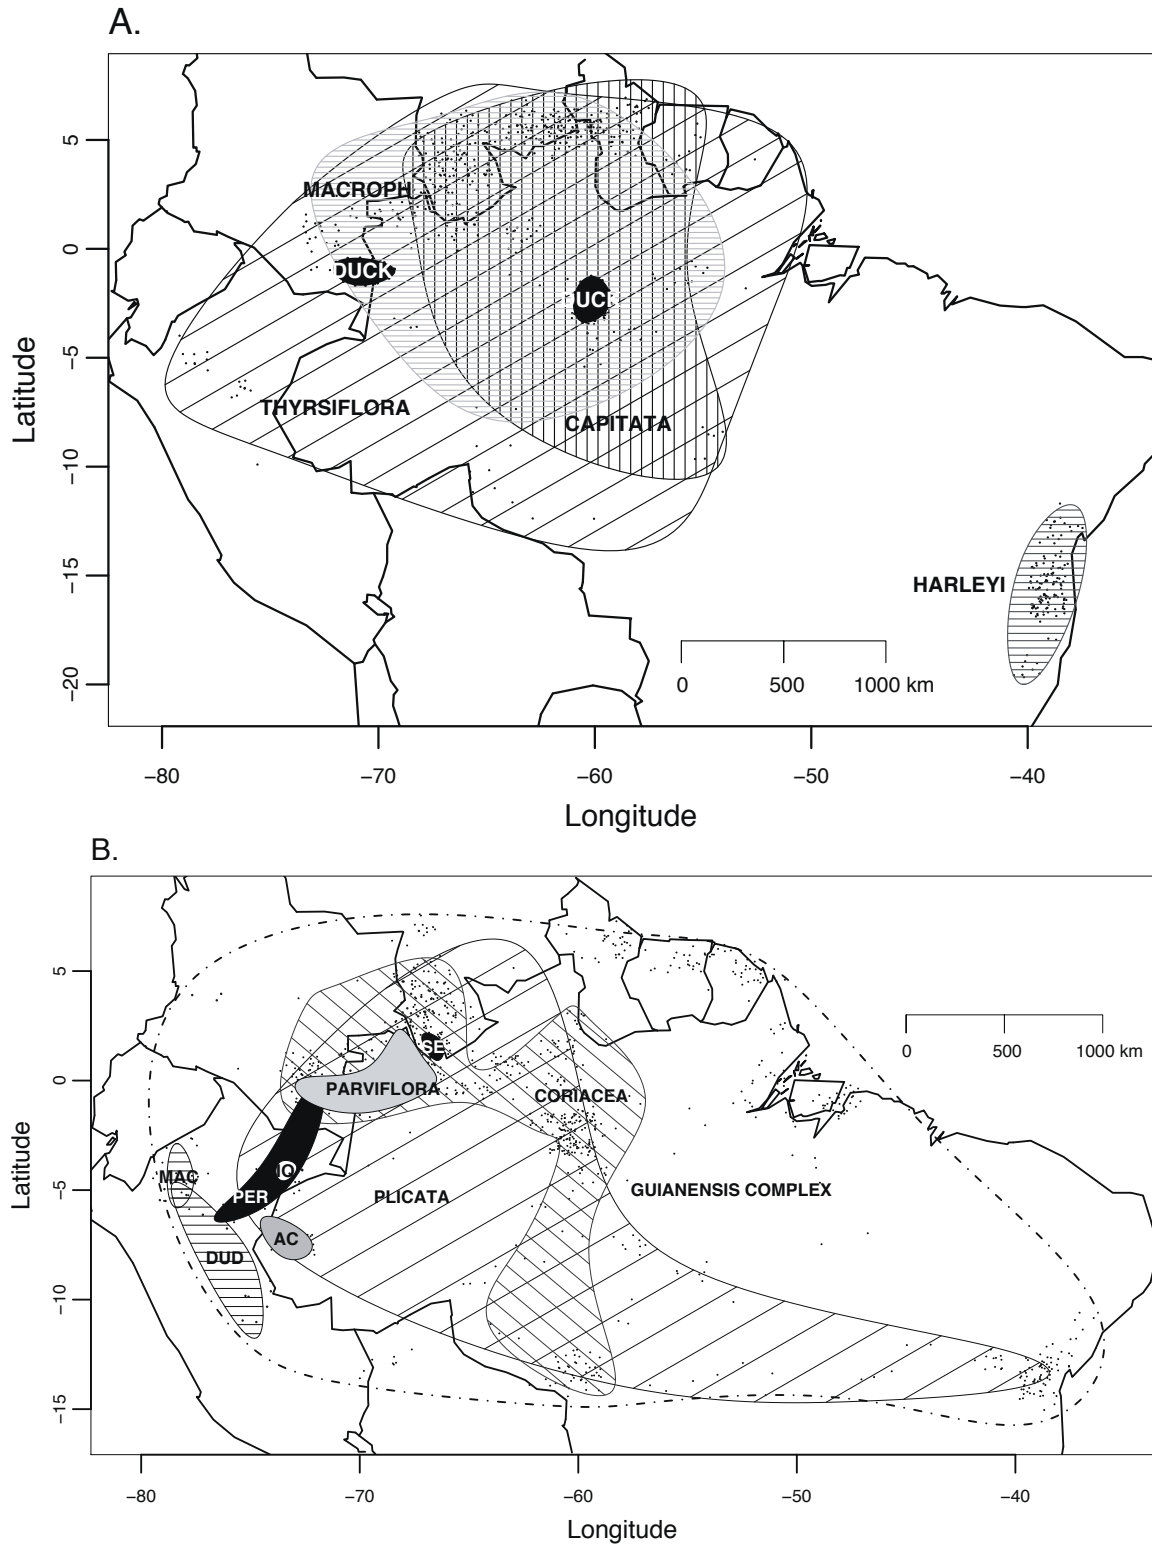 A.
5
0
−5
−10
−15
−20
Latitude
MACROPH
DUCK
UCK
THYRSIFLORA
CAPITATA
HARLEYI
0 500 1000 km
−80 −70 −60 −50 −40
Longitude
B.
5
0
−5
−10
−15
Latitude
SE
PARVIFLORA
CORIACEA
0 500 1000 km
MAC
IQ
PER
PLICATA
GUIANENSIS COMPLEX
AC
DUD
−80 −70 −60 −50 −40
Longitude